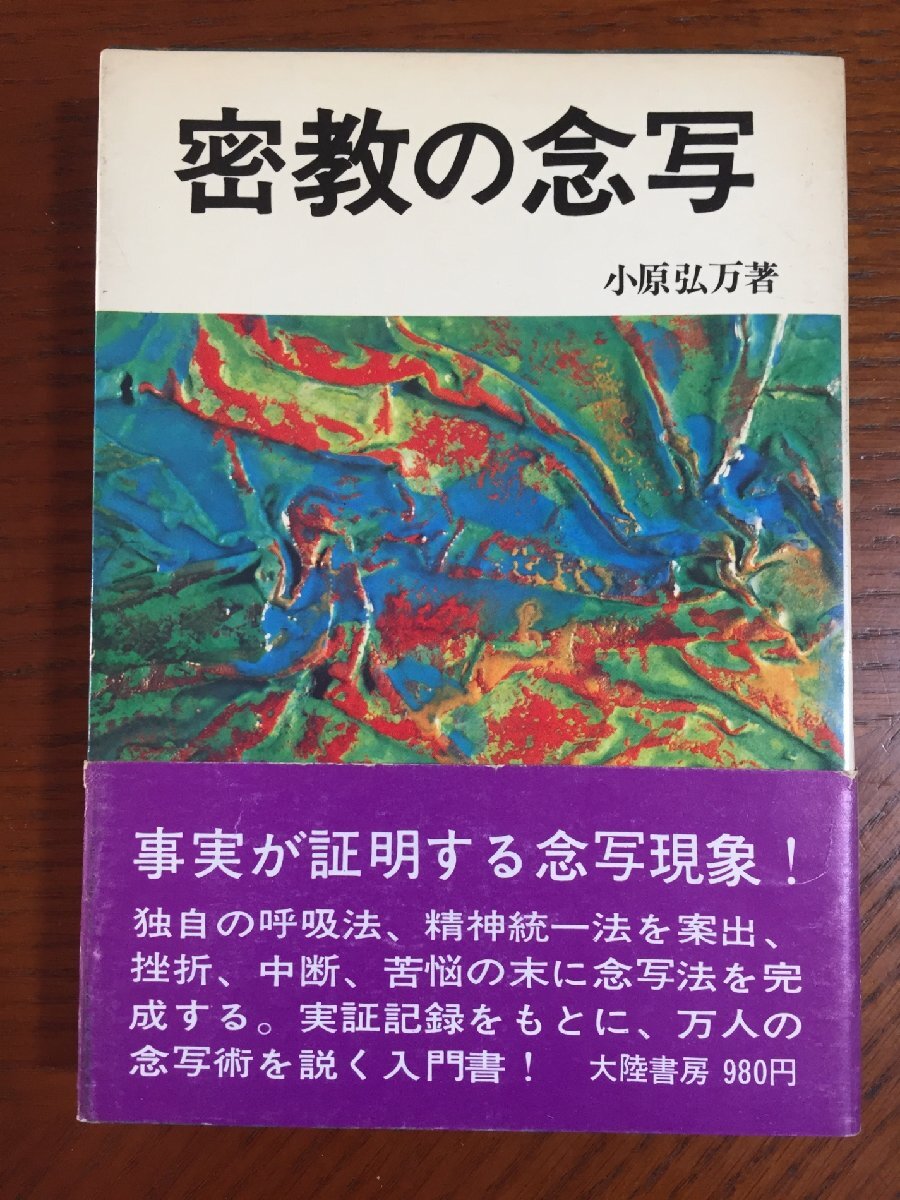 密教の念写
小原弘万著
事実が証明する念写現象！
独自の呼吸法、精神統一法を案出、
挫折、中断、苦悩の末に念写法を完
成する。実証記録をもとに、万人の
念写術を説く入門書！ 大陸書房 980円